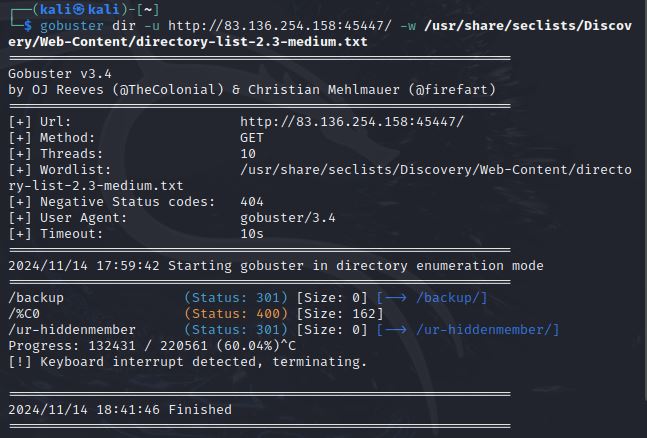 ┌──(kali㉿kali)-[~]
└─$ gobuster dir -u http://83.136.254.158:45447/ -w /usr/share/seclists/Discov
ery/Web-Content/directory-list-2.3-medium.txt
===============================================================
Gobuster v3.4
by OJ Reeves (@TheColonial) & Christian Mehlmauer (@firefart)
===============================================================
[+] Url:                     http://83.136.254.158:45447/
[+] Method:                  GET
[+] Threads:                 10
[+] Wordlist:                /usr/share/seclists/Discovery/Web-Content/directo
ry-list-2.3-medium.txt
[+] Negative Status codes:   404
[+] User Agent:              gobuster/3.4
[+] Timeout:                 10s
===============================================================
2024/11/14 17:59:42 Starting gobuster in directory enumeration mode
===============================================================
/backup               (Status: 301) [Size: 0] [--> /backup/]
/%C0                  (Status: 400) [Size: 162]
/ur-hiddenmember      (Status: 301) [Size: 0] [--> /ur-hiddenmember/]
Progress: 132431 / 220561 (60.04%)^C
[!] Keyboard interrupt detected, terminating.
===============================================================
2024/11/14 18:41:46 Finished
===============================================================